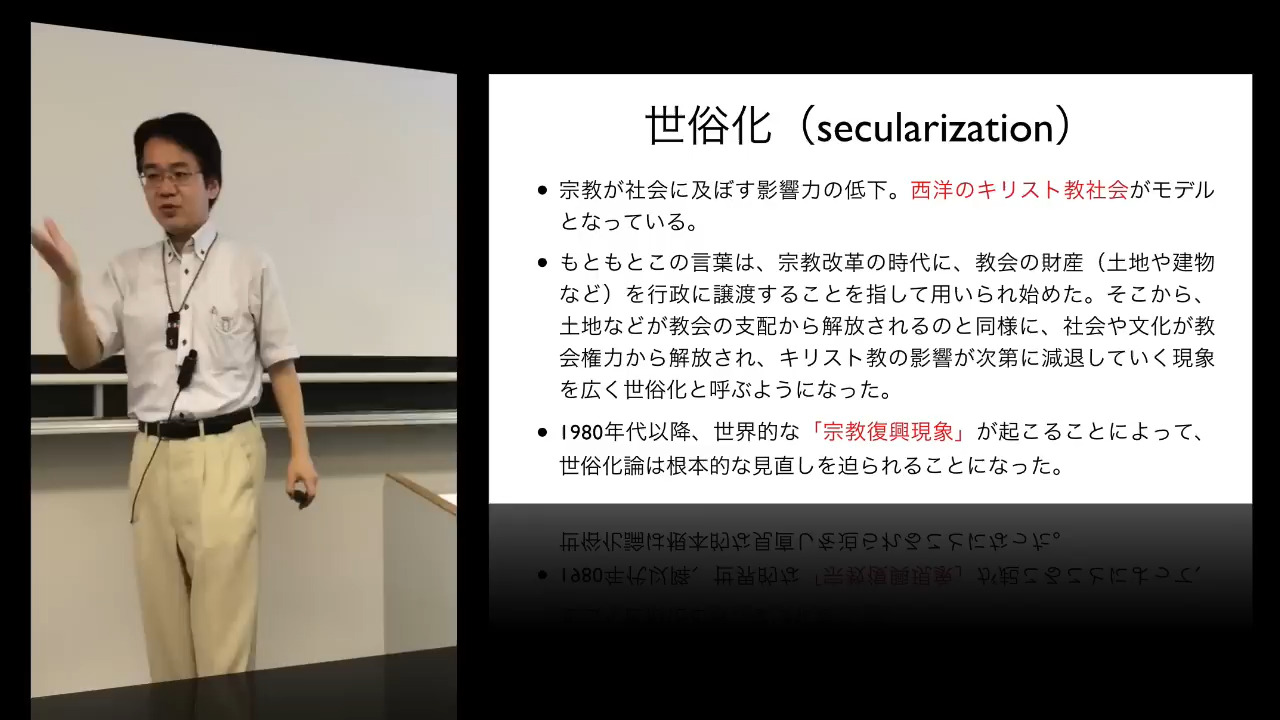 世俗化（secularization）
• 宗教が社会に及ぼす影響力の低下。西洋のキリスト教社会がモデル
となっている。
• もともとこの言葉は、宗教改革の時代に、教会の財産（土地や建物
など）を行政に譲渡することを指して用いられ始めた。そこから、
土地などが教会の支配から解放されるのと同様に、社会や文化が教
会権力から解放され、キリスト教の影響が次第に減退していく現象
を広く世俗化と呼ぶようになった。
• 1980年代以降、世界的な「宗教復興現象」が起こることによって、
世俗化論は根本的な見直しを迫られることになった。